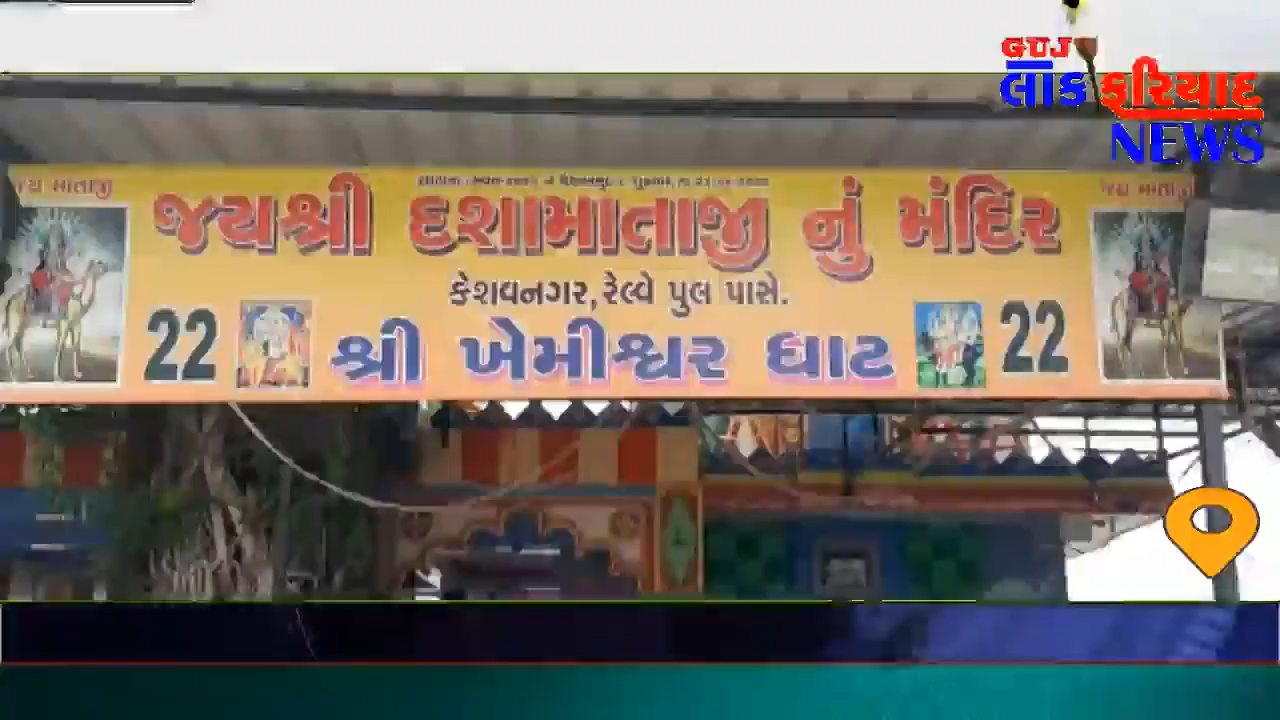 GUJ
લોક ફરિયાદ
NEWS
જય માતાજી
જય માતાજી
જયશ્રી દશામાતાજી નું મંદિર
કેશવનગર, રેલ્વે પુલ પાસે.
22 શ્રી ખેમીશ્વર ઘાટ 22